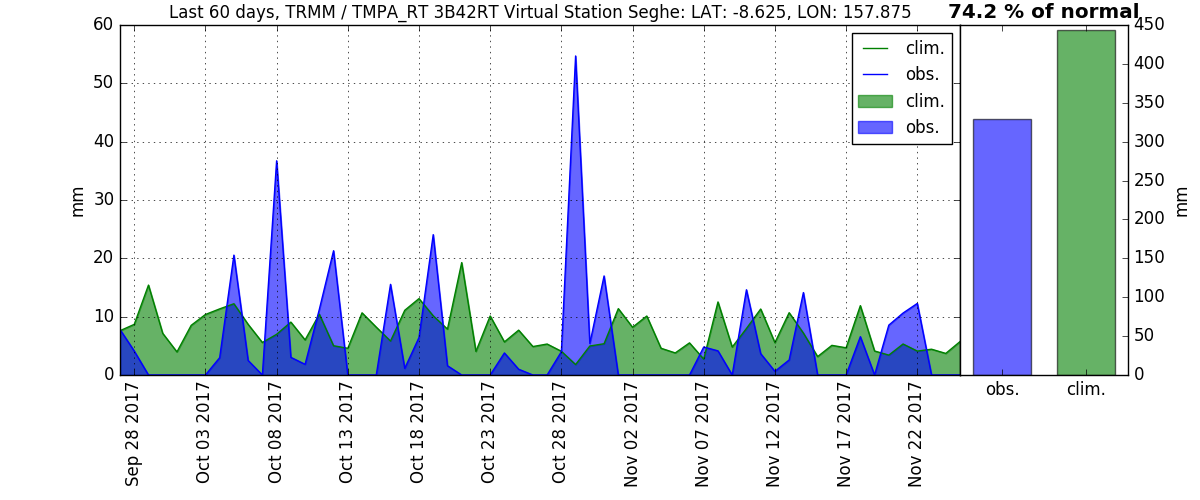 Last 60 days, TRMM / TMPA_RT 3B42RT Virtual Station Seghe: LAT: -8.625, LON: 157.875
74.2 % of normal
60
50
40
30
20
10
0
mm
clim.
obs.
clim.
obs.
Sep 28 2017
Oct 03 2017
Oct 08 2017
Oct 13 2017
Oct 18 2017
Oct 23 2017
Oct 28 2017
Nov 02 2017
Nov 07 2017
Nov 12 2017
Nov 17 2017
Nov 22 2017
450
400
350
300
250
200
150
100
50
0
mm
obs.
clim.